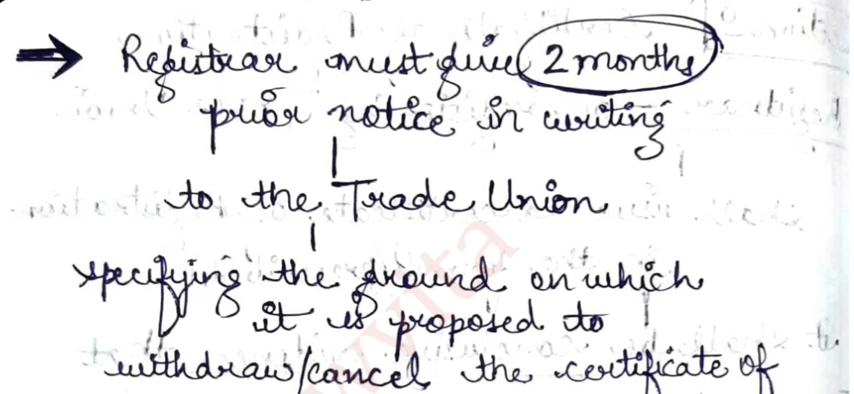 → Registrar must give 2 months
prior notice in writing
to the Trade Union
specifying the ground on which
it is proposed to
withdraw/cancel the certificate of